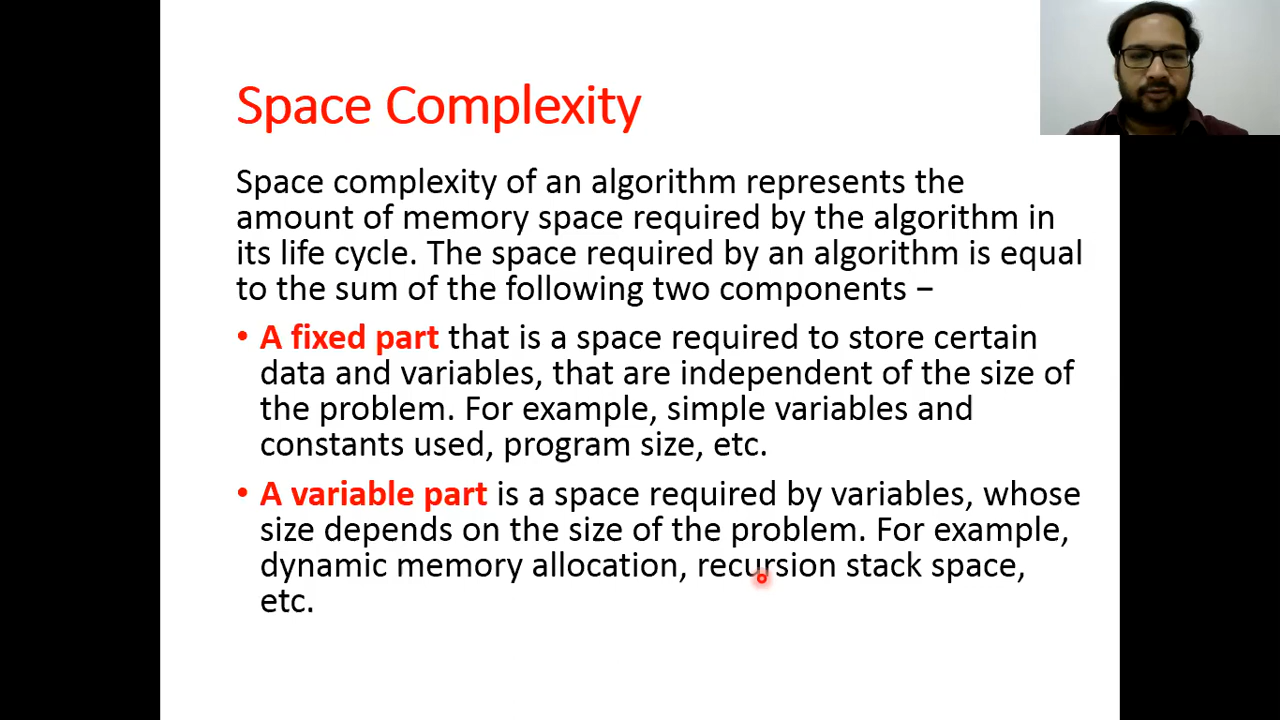 Space Complexity
Space complexity of an algorithm represents the
amount of memory space required by the algorithm in
its life cycle. The space required by an algorithm is equal
to the sum of the following two components −
• A fixed part that is a space required to store certain
data and variables, that are independent of the size of
the problem. For example, simple variables and
constants used, program size, etc.
• A variable part is a space required by variables, whose
size depends on the size of the problem. For example,
dynamic memory allocation, recursion stack space,
etc.